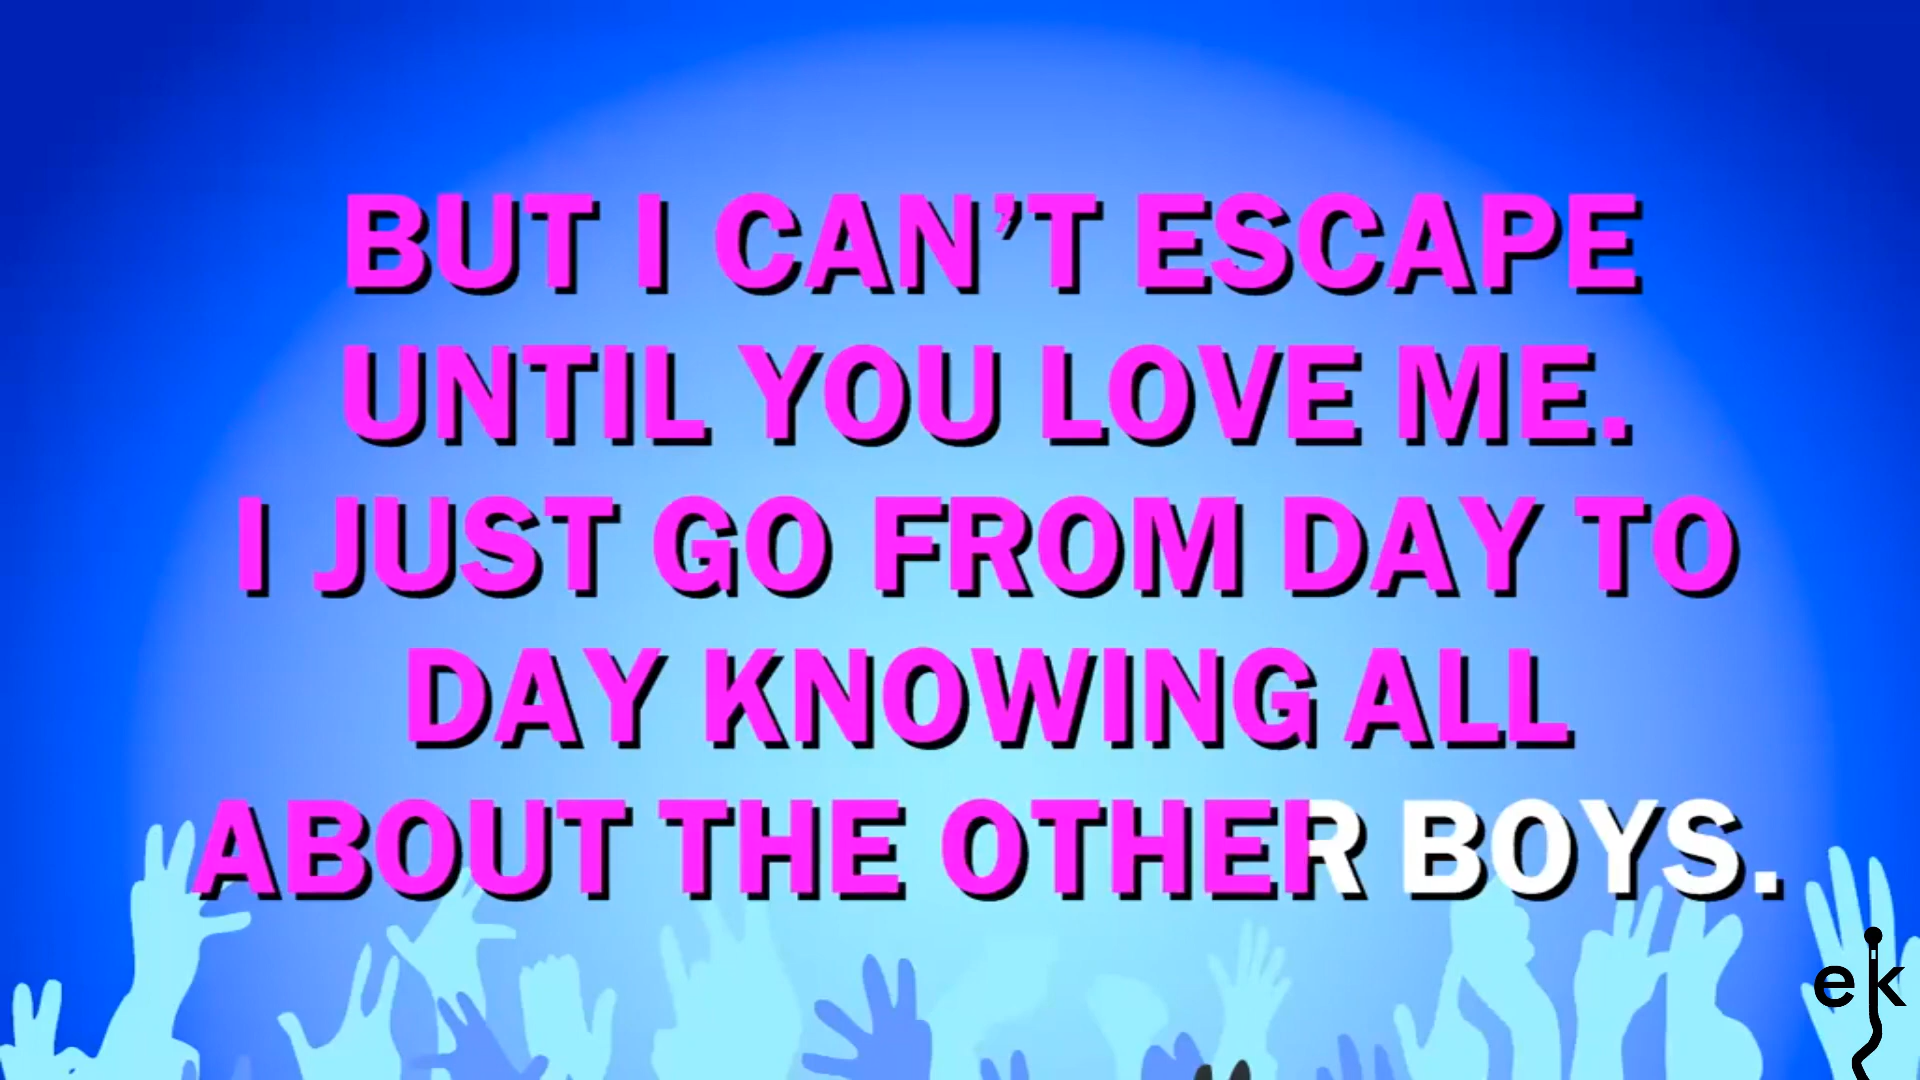 BUT I CAN’T ESCAPE
UNTIL YOU LOVE ME.
I JUST GO FROM DAY TO
DAY KNOWING ALL
ABOUT THE OTHER BOYS.
ek